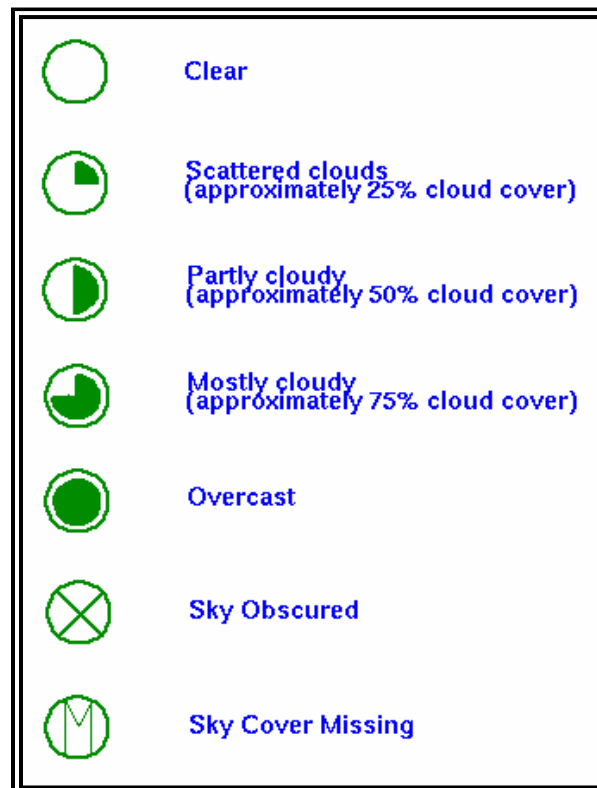 Clear
Scattered clouds
(approximately 25% cloud cover)
Partly cloudy
(approximately 50% cloud cover)
Mostly cloudy
(approximately 75% cloud cover)
Overcast
Sky Obscured
M
Sky Cover Missing